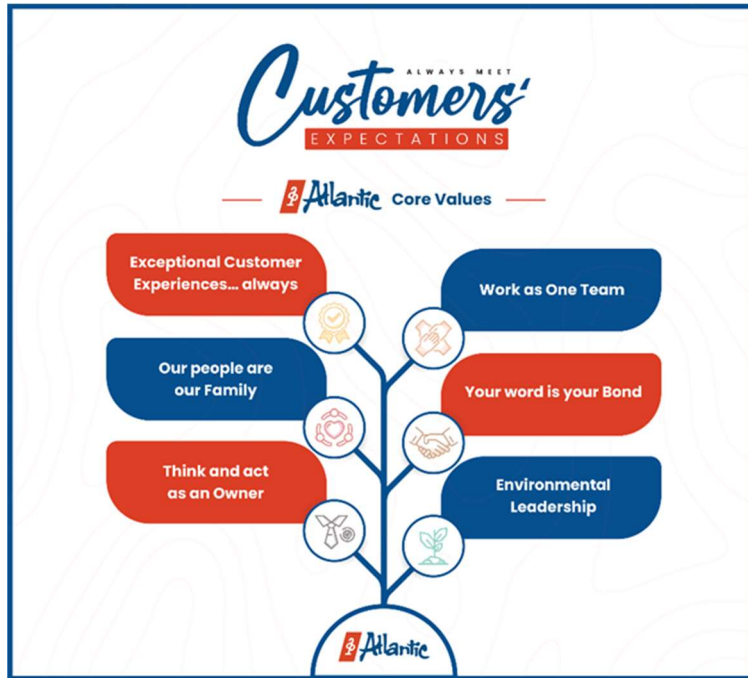 ALWAYS MEET
Customers'
EXPECTATIONS
Atlantic Core Values
Exceptional Customer
Experiences... always
Work as One Team
Our people are
our Family
Your word is your Bond
Think and act
as an Owner
Environmental
Leadership
Atlantic